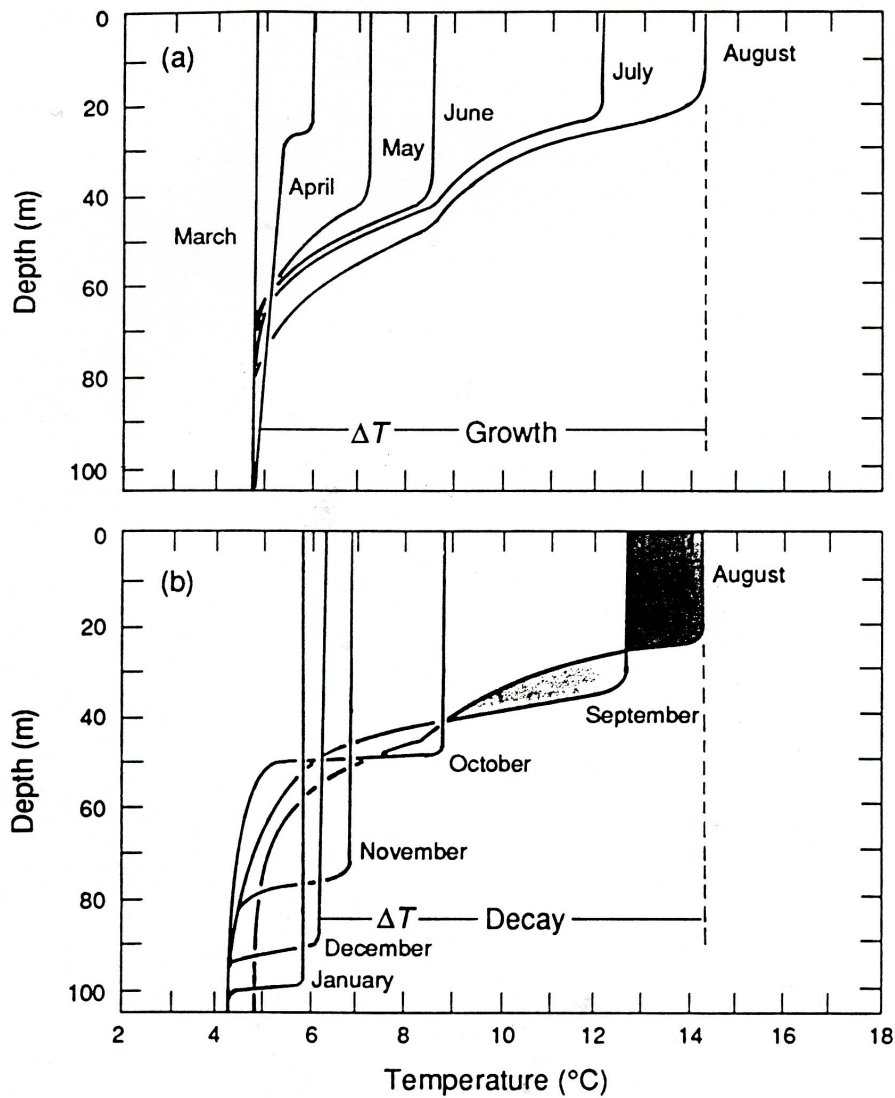 (a)
0
20
40
60
80
100
Depth (m)
March
April
May
June
July
August
ΔT Growth
(b)
0
20
40
60
80
100
Depth (m)
August
September
October
November
December
January
ΔT Decay
2 4 6 8 10 12 14 16 18
Temperature (°C)